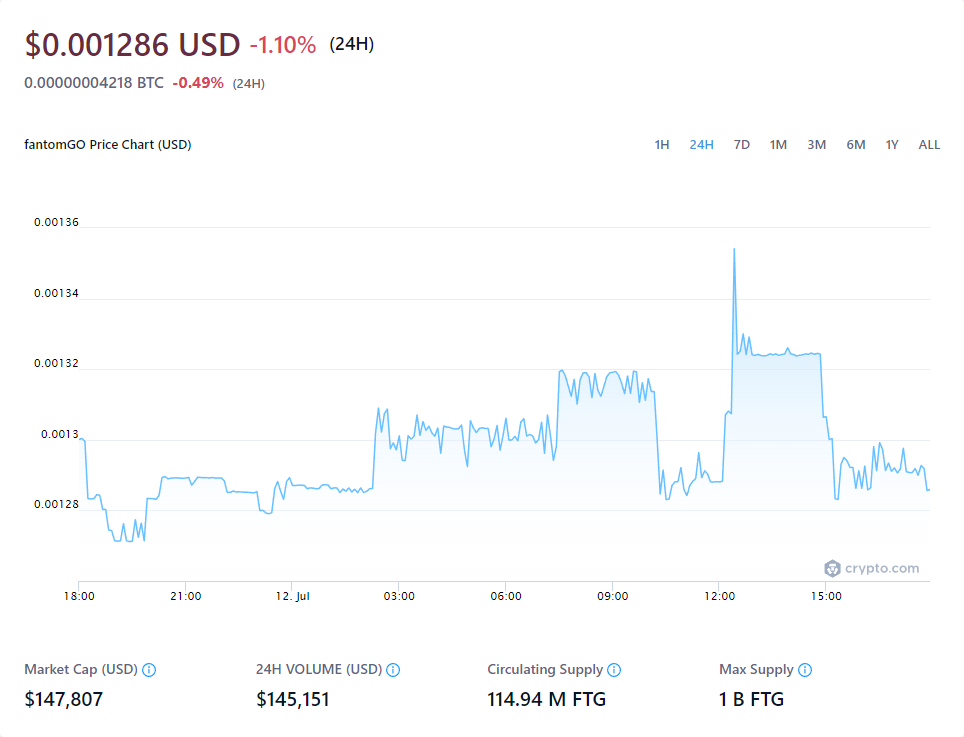 $0.001286 USD -1.10% (24H)
0.00000004218 BTC -0.49% (24H)
fantomGO Price Chart (USD) 1H 24H 7D 1M 3M 6M 1Y ALL
0.00136
0.00134
0.00132
0.0013
0.00128
crypto.com
18:00 21:00 12. Jul 03:00 06:00 09:00 12:00 15:00
Market Cap (USD) 24H VOLUME (USD) Circulating Supply Max Supply
$147,807 $145,151 114.94 M FTG 1 B FTG